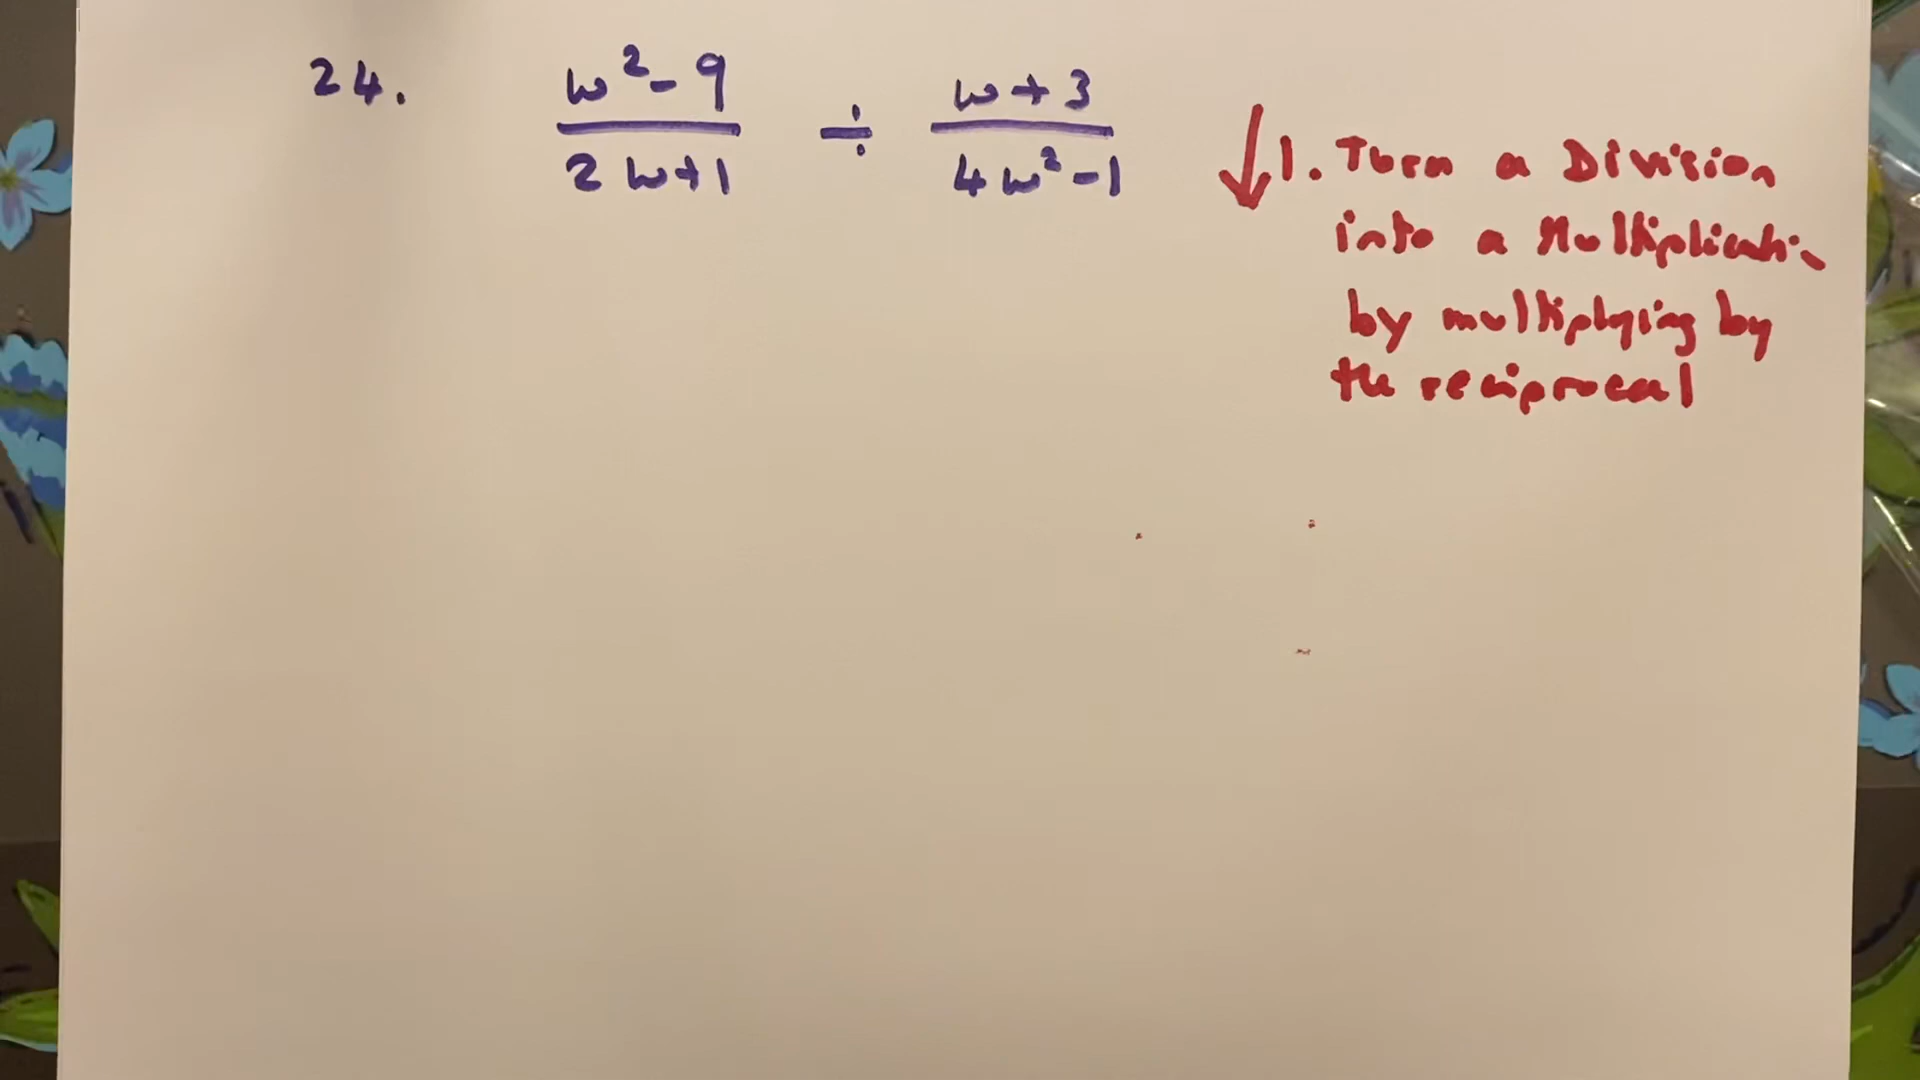 24. w² - 9 / 2w+1 ÷ w + 3 / 4w² - 1
↓ 1. Turn a Division
into a Multiplication
by multiplying by
the reciprocal